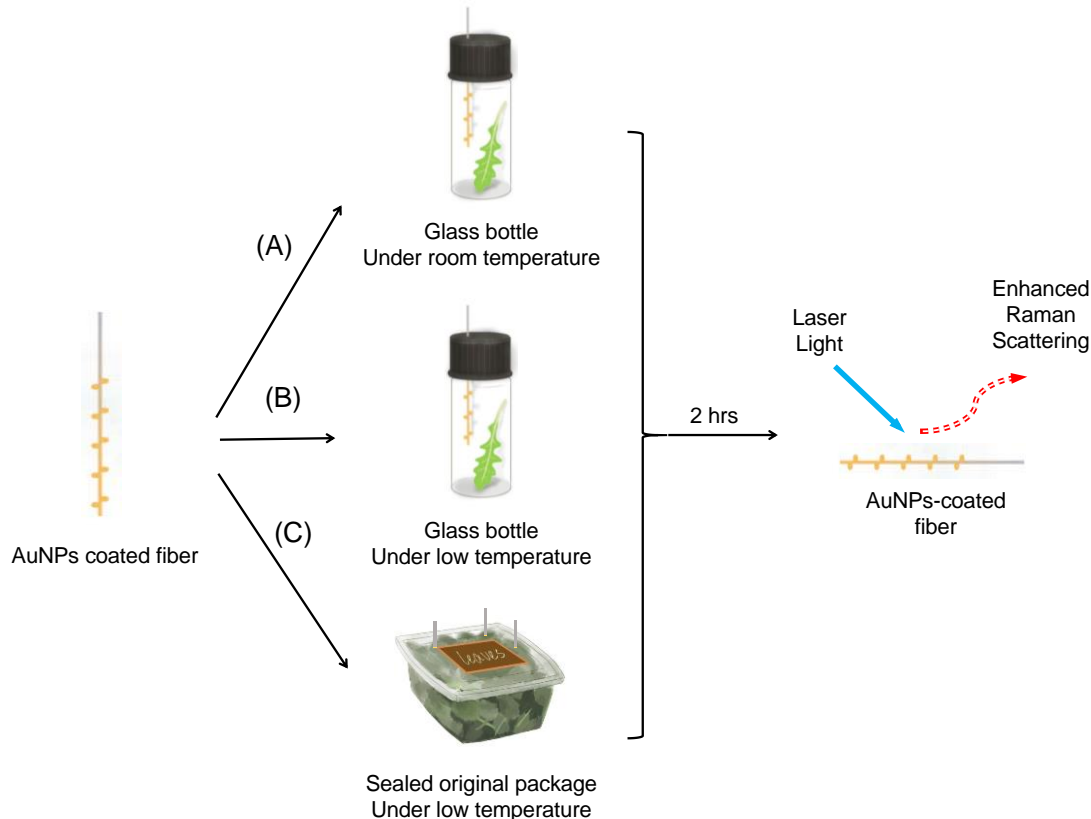 (A)
Glass bottle
Under room temperature
AuNPs coated fiber
(B)
Glass bottle
Under low temperature
(C)
leaves
Sealed original package
Under low temperature
2 hrs
Laser
Light
Enhanced
Raman
Scattering
AuNPs-coated
fiber